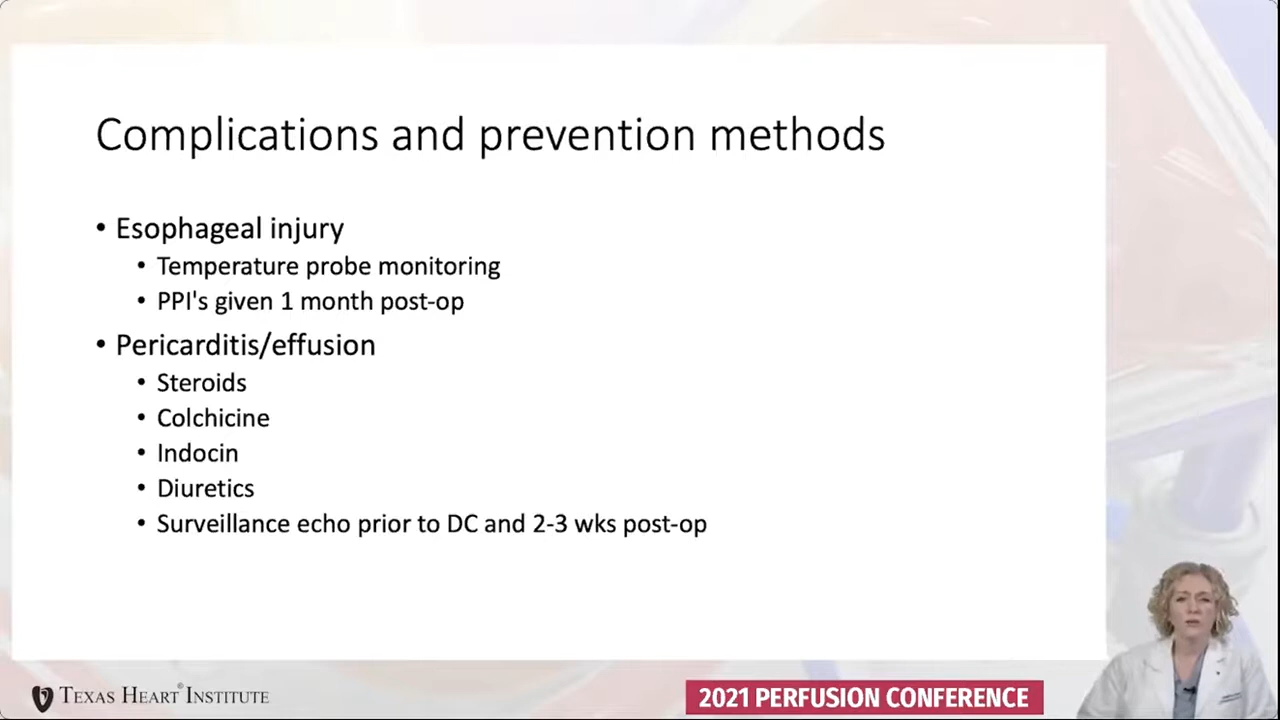 Complications and prevention methods
• Esophageal injury
• Temperature probe monitoring
• PPI's given 1 month post-op
• Pericarditis/effusion
• Steroids
• Colchicine
• Indocin
• Diuretics
• Surveillance echo prior to DC and 2-3 wks post-op
TEXAS HEART® INSTITUTE
2021 PERFUSION CONFERENCE